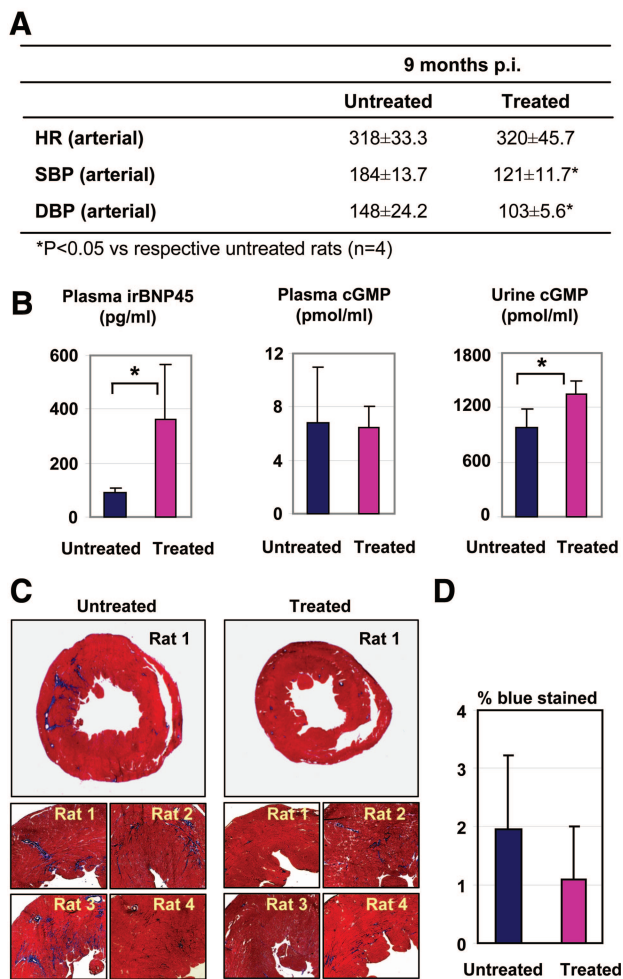 A
9 months p.i.
Untreated Treated
HR (arterial) 318±33.3 320±45.7
SBP (arterial) 184±13.7 121±11.7*
DBP (arterial) 148±24.2 103±5.6*
*P<0.05 vs respective untreated rats (n=4)
B
Plasma irBNP45
(pg/ml)
600
400
200
0
*
Untreated Treated
Plasma cGMP
(pmol/ml)
12
8
4
0
Untreated Treated
Urine cGMP
(pmol/ml)
1800
1200
600
0
*
Untreated Treated
C
Untreated Treated
Rat 1 Rat 1
Rat 1 Rat 2 Rat 1 Rat 2
Rat 3 Rat 4 Rat 3 Rat 4
D
% blue stained
4
3
2
1
0
Untreated Treated